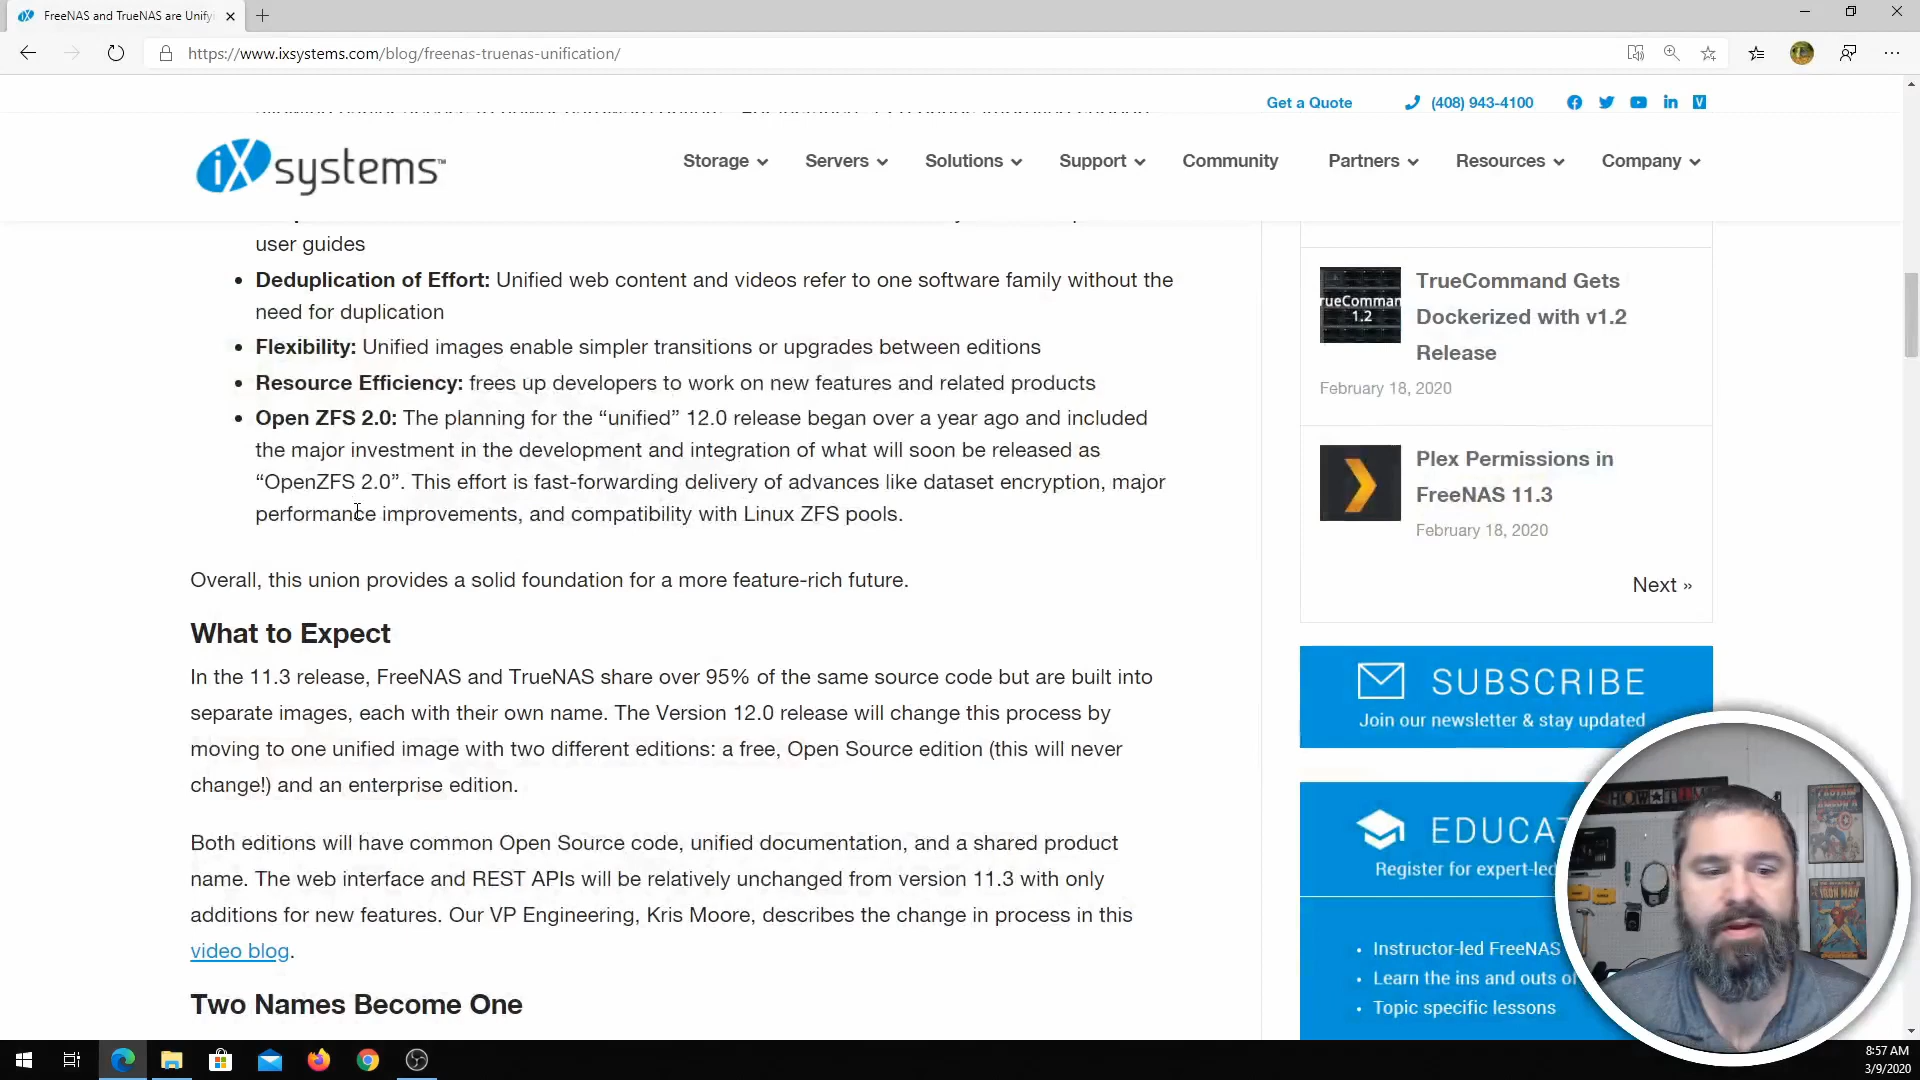 FreeNAS and TrueNAS are Unifyi
https://www.ixsystems.com/blog/freenas-truenas-unification/
Get a Quote
(408) 943-4100
iX systems™
Storage
Servers
Solutions
Support
Community
Partners
Resources
Company
user guides
• Deduplication of Effort: Unified web content and videos refer to one software family without the
need for duplication
• Flexibility: Unified images enable simpler transitions or upgrades between editions
• Resource Efficiency: frees up developers to work on new features and related products
• Open ZFS 2.0: The planning for the “unified” 12.0 release began over a year ago and included
the major investment in the development and integration of what will soon be released as
“OpenZFS 2.0”. This effort is fast-forwarding delivery of advances like dataset encryption, major
performance improvements, and compatibility with Linux ZFS pools.
Overall, this union provides a solid foundation for a more feature-rich future.
What to Expect
In the 11.3 release, FreeNAS and TrueNAS share over 95% of the same source code but are built into
separate images, each with their own name. The Version 12.0 release will change this process by
moving to one unified image with two different editions: a free, Open Source edition (this will never
change!) and an enterprise edition.
Both editions will have common Open Source code, unified documentation, and a shared product
name. The web interface and REST APIs will be relatively unchanged from version 11.3 with only
additions for new features. Our VP Engineering, Kris Moore, describes the change in process in this
video blog.
Two Names Become One
rueComman
1.2
TrueCommand Gets
Dockerized with v1.2
Release
February 18, 2020
Plex Permissions in
FreeNAS 11.3
February 18, 2020
Next »
SUBSCRIBE
Join our newsletter & stay updated
EDUCAT
Register for expert-led
• Instructor-led FreeNAS
• Learn the ins and outs of
• Topic specific lessons
SHOW★TIME
CAPTAIN
AMERICA
IRON MAN
8:57 AM
3/9/2020